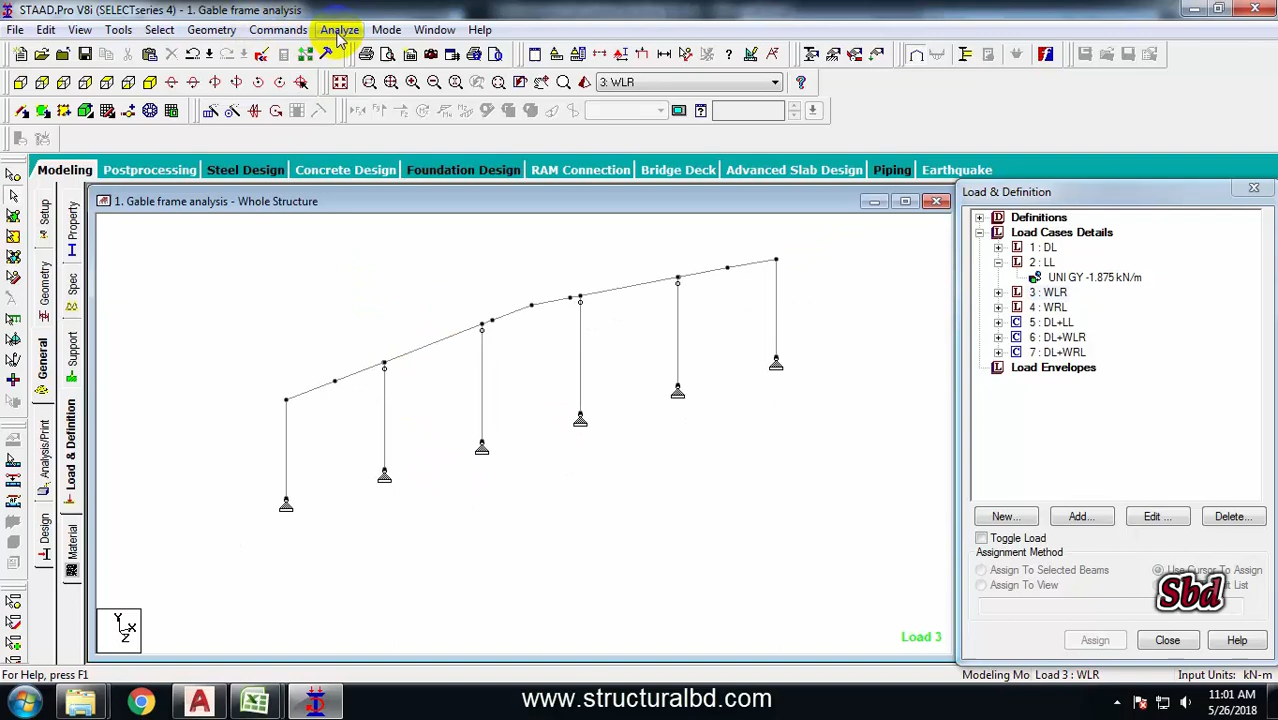 STAAD.Pro V8i (SELECTseries 4) - 1. Gable frame analysis
File Edit View Tools Select Geometry Commands Analyze Mode Window Help
3: WLR
Modeling Postprocessing Steel Design Concrete Design Foundation Design RAM Connection Bridge Deck Advanced Slab Design Piping Earthquake
1. Gable frame analysis - Whole Structure
Load & Definition
Setup
Geometry
General
Analysis/Print
Design
Property
Spec
Support
Load & Definition
Material
Definitions
Load Cases Details
1 : DL
2 : LL
UNI GY -1.875 kN/m
3 : WLR
4 : WRL
5 : DL+LL
6 : DL+WLR
7 : DL+WRL
Load Envelopes
New... Add... Edit ... Delete...
Toggle Load
Assignment Method
Assign To Selected Beams
Use Cursor To Assign
Assign To View
Sbd
Assign Close Help
Y
X
Z
Load 3
For Help, press F1
Modeling Mo Load 3 : WLR Input Units: kN-m
www.structuralbd.com
11:01 AM
5/26/2018